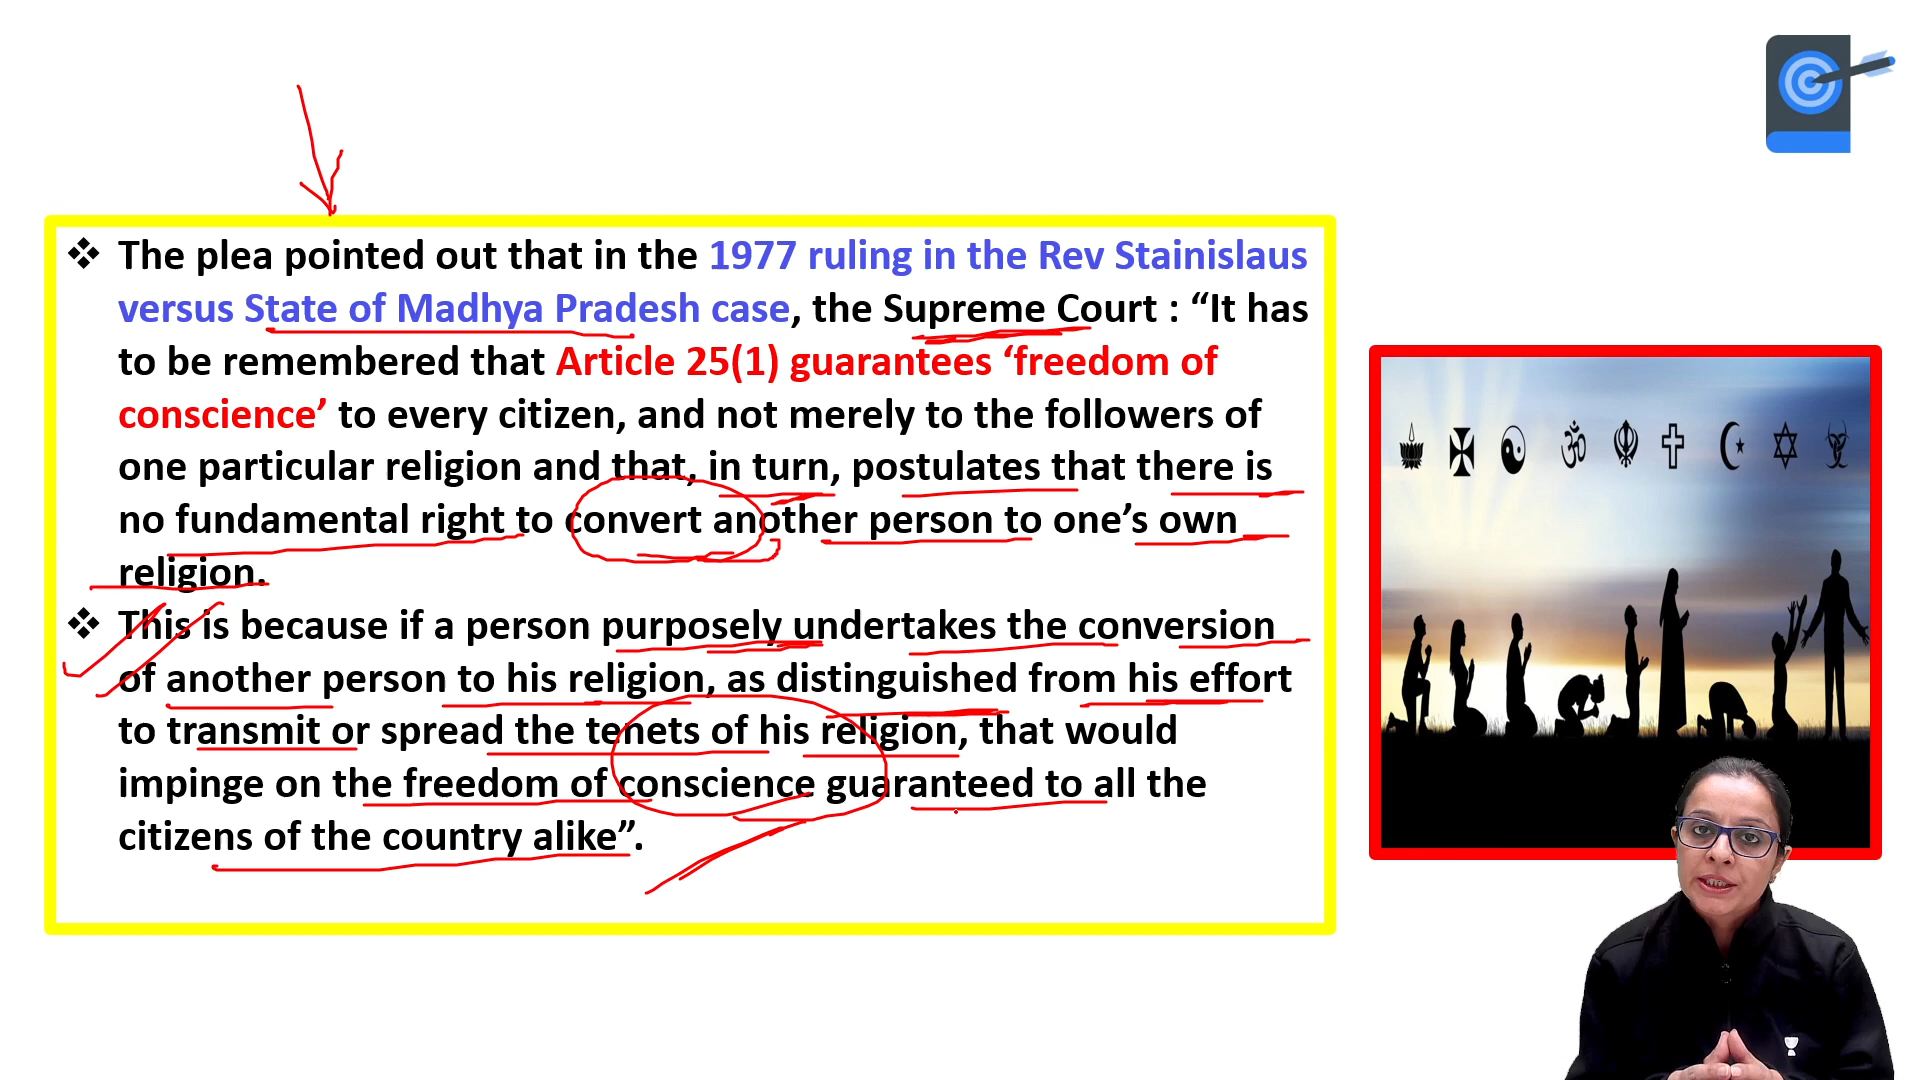 ❖ The plea pointed out that in the 1977 ruling in the Rev Stainislaus
versus State of Madhya Pradesh case, the Supreme Court : “It has
to be remembered that Article 25(1) guarantees ‘freedom of
conscience’ to every citizen, and not merely to the followers of
one particular religion and that, in turn, postulates that there is
no fundamental right to convert another person to one’s own
religion.
❖ This is because if a person purposely undertakes the conversion
of another person to his religion, as distinguished from his effort
to transmit or spread the tenets of his religion, that would
impinge on the freedom of conscience guaranteed to all the
citizens of the country alike”.